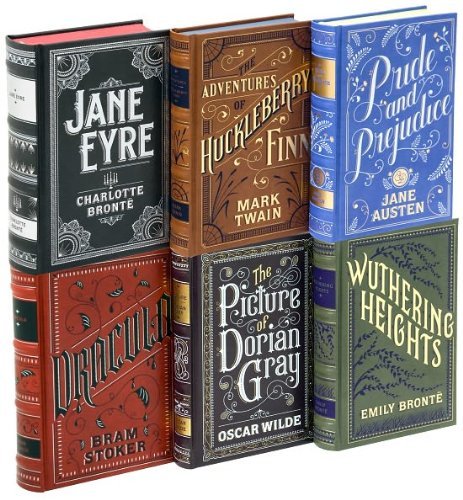 JANE
EYRE
CHARLOTTE BRONTË
THE
ADVENTURES
OF
HUCKLEBERRY
FINN
MARK
TWAIN
Pride
and
Prejudice
JANE
AUSTEN
DRACULA
BRAM
STOKER
The
Picture
of
Dorian
Gray
OSCAR WILDE
WUTHERING
HEIGHTS
EMILY BRONTË